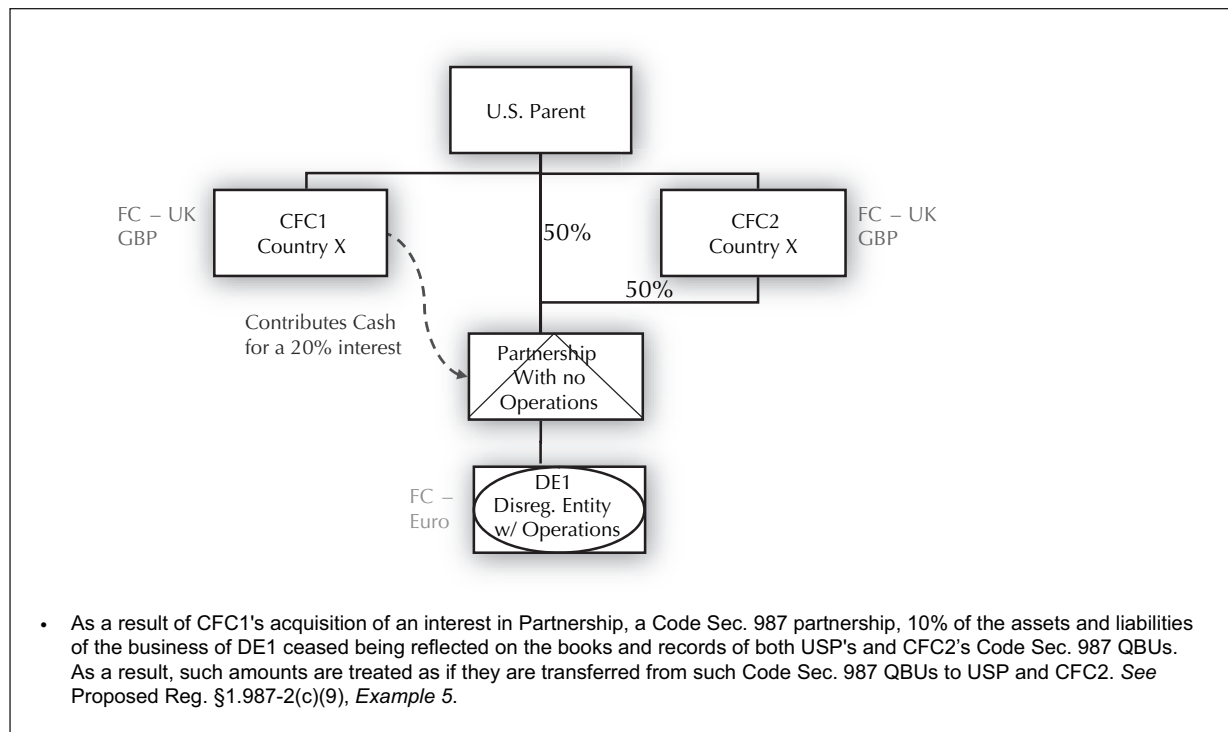 U.S. Parent
FC – UK
GBP
CFC1
Country X
50%
CFC2
Country X
FC – UK
GBP
50%
Contributes Cash
for a 20% interest
Partnership
With no
Operations
FC –
Euro
DE1
Disreg. Entity
w/ Operations
• As a result of CFC1's acquisition of an interest in Partnership, a Code Sec. 987 partnership, 10% of the assets and liabilities
of the business of DE1 ceased being reflected on the books and records of both USP's and CFC2’s Code Sec. 987 QBUs.
As a result, such amounts are treated as if they are transferred from such Code Sec. 987 QBUs to USP and CFC2. See
Proposed Reg. §1.987-2(c)(9), Example 5.